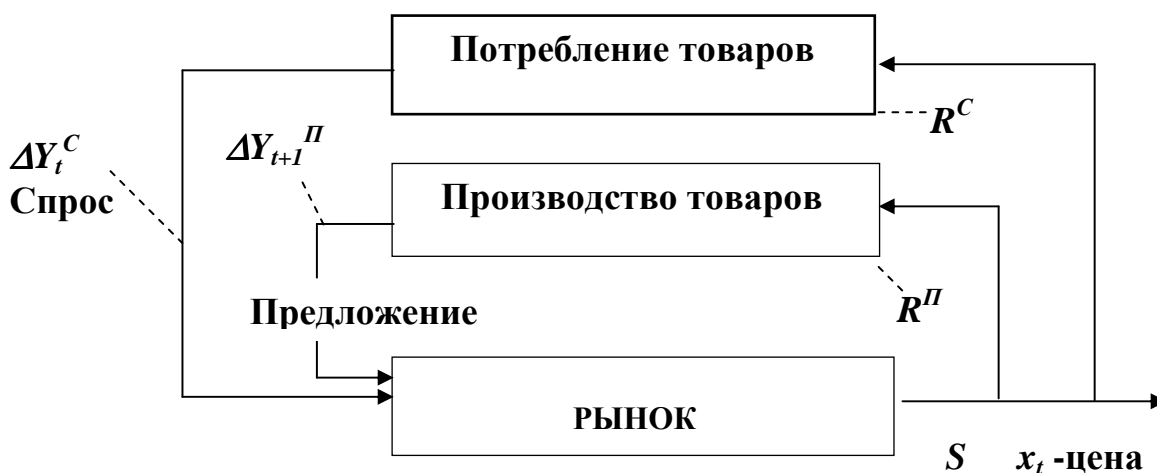 Потребление товаров
R^C
ΔY_t^C
Спрос
ΔY_{t+1}^П
Производство товаров
R^П
Предложение
РЫНОК
S x_t -цена